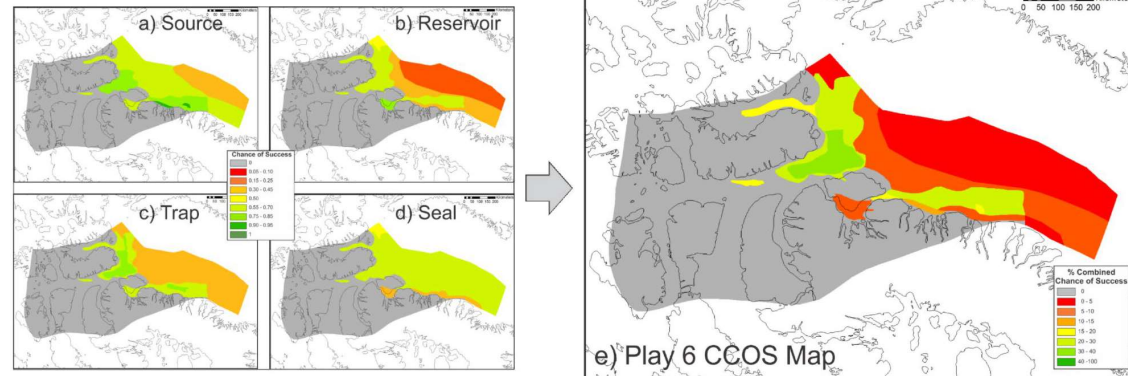 a) Source
b) Reservoir
c) Trap
d) Seal
Chance of Success
0
0.05 - 0.10
0.15 - 0.25
0.30 - 0.45
0.50
0.55 - 0.70
0.75 - 0.85
0.90 - 0.95
1
0 50 100 150 200
% Combined
Chance of Success
0
0 - 5
5 - 10
10 - 15
15 - 20
20 - 30
30 - 40
40 -100
e) Play 6 CCOS Map